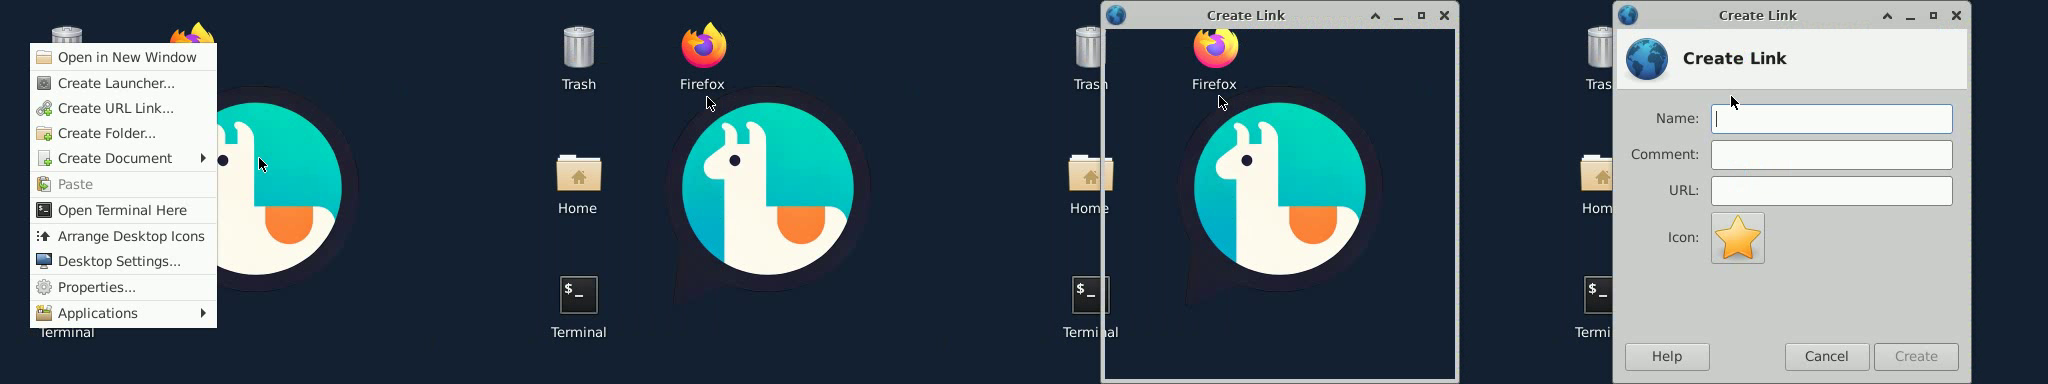 Open in New Window
Create Launcher...
Create URL Link...
Create Folder...
Create Document
Paste
Open Terminal Here
Arrange Desktop Icons
Desktop Settings...
Properties...
Applications
Terminal
Trash
Firefox
Home
$_
Terminal
Create Link
Trash
Firefox
Home
$_
Terminal
Create Link
Create Link
Tras
Name:
Comment:
URL:
Hom
Icon:
$_
Termi
Help
Cancel
Create